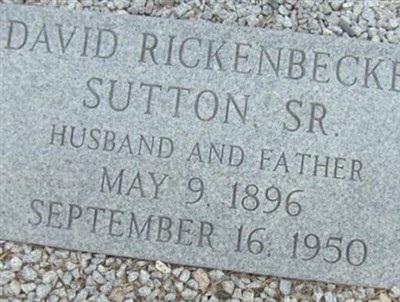 DAVID RICKENBECKE
SUTTON, SR.
HUSBAND AND FATHER
MAY 9, 1896
SEPTEMBER 16, 1950